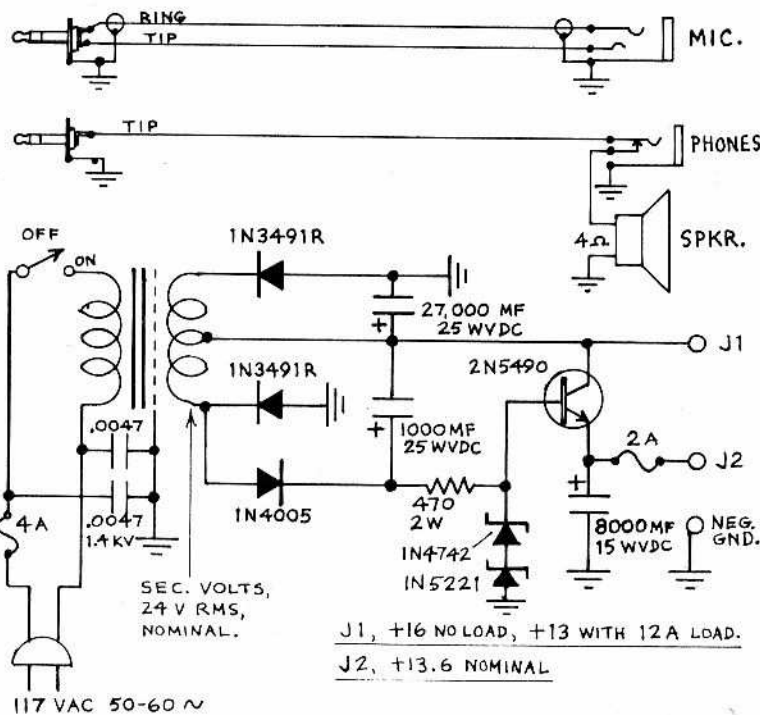 RING
TIP
MIC.
TIP
PHONES
4Ω
SPKR.
OFF
ON
1N3491R
27,000 MF
25 WVDC
J1
1N3491R
2N5490
1000MF
25 WVDC
2A
J2
.0047
.0047
1.4KV
4A
1N4005
470
2W
8000MF
15 WVDC
NEG.
GND.
1N4742
1N5221
SEC. VOLTS,
24 V RMS,
NOMINAL.
J1, +16 NO LOAD, +13 WITH 12A LOAD.
J2, +13.6 NOMINAL
117 VAC 50-60 ~